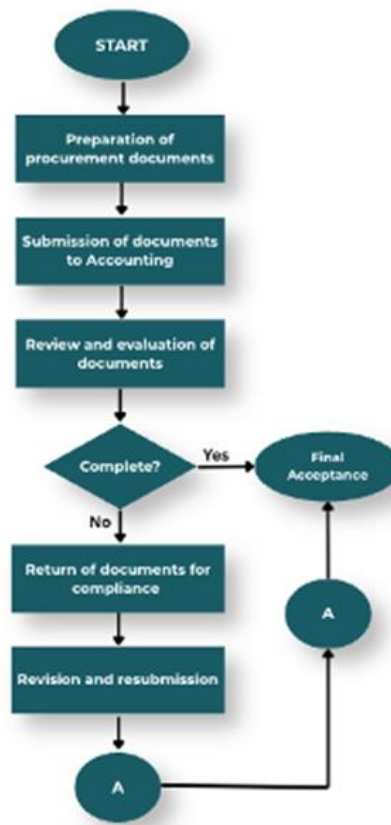 START
Preparation of
procurement documents
Submission of documents
to Accounting
Review and evaluation of
documents
Complete?
Yes
Final
Acceptance
No
Return of documents for
compliance
A
Revision and resubmission
A